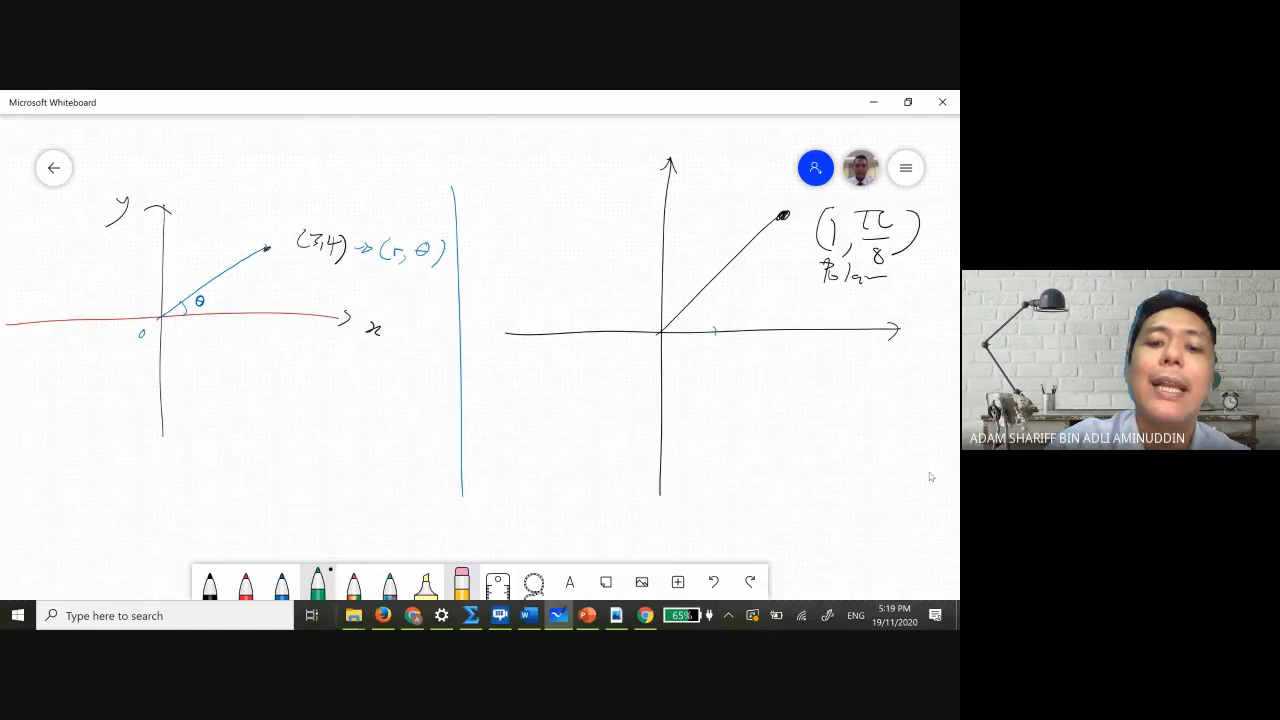 Microsoft Whiteboard
y
(3,4) → (r, θ)
θ
0
x
(1, π/8)
Polar
ADAM SHARIFF BIN ADLI AMINUDDIN
A
Type here to search
65%
ENG
5:19 PM
19/11/2020